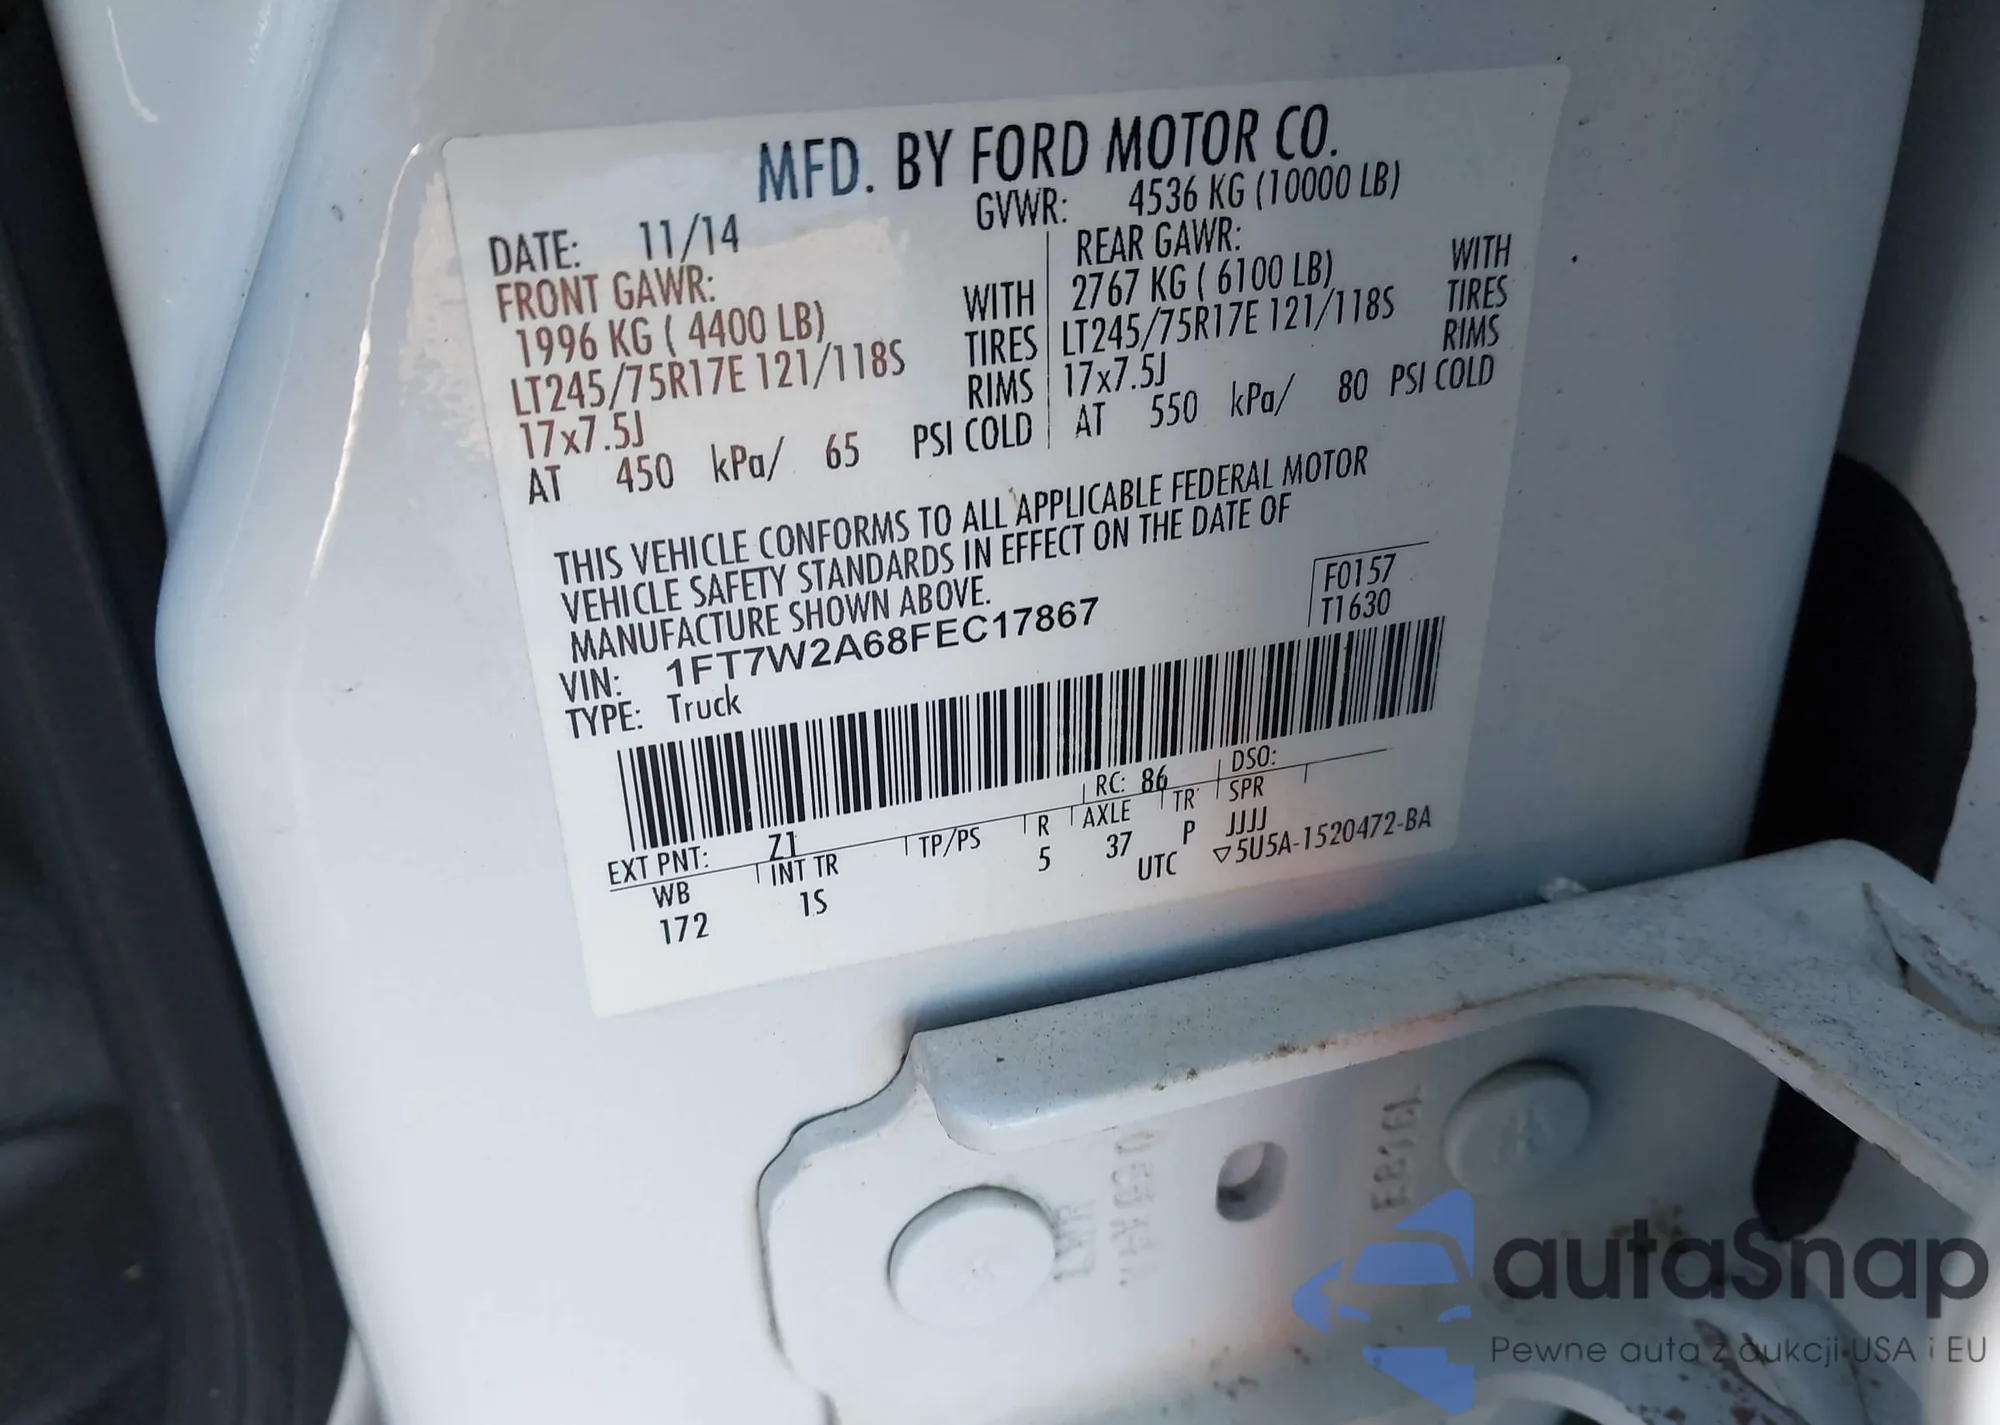 MFD. BY FORD MOTOR CO.
DATE: 11/14 GVWR: 4536 KG (10000 LB)
FRONT GAWR: REAR GAWR:
1996 KG ( 4400 LB) WITH 2767 KG ( 6100 LB) WITH
LT245/75R17E 121/118S TIRES LT245/75R17E 121/118S TIRES
17x7.5J RIMS 17x7.5J RIMS
AT 450 kPa/ 65 PSI COLD AT 550 kPa/ 80 PSI COLD
THIS VEHICLE CONFORMS TO ALL APPLICABLE FEDERAL MOTOR
VEHICLE SAFETY STANDARDS IN EFFECT ON THE DATE OF
MANUFACTURE SHOWN ABOVE.
F0157
VIN: 1FT7W2A68FEC17867 T1630
TYPE: Truck
EXT PNT: Z1 RC: 86 DSO:
WB INT TR TP/PS R AXLE TR SPR
172 1S 5 37 P JJJJ
UTC ▽5U5A-1520472-BA
autaSnap
Pewne auta z aukcji USA i EU